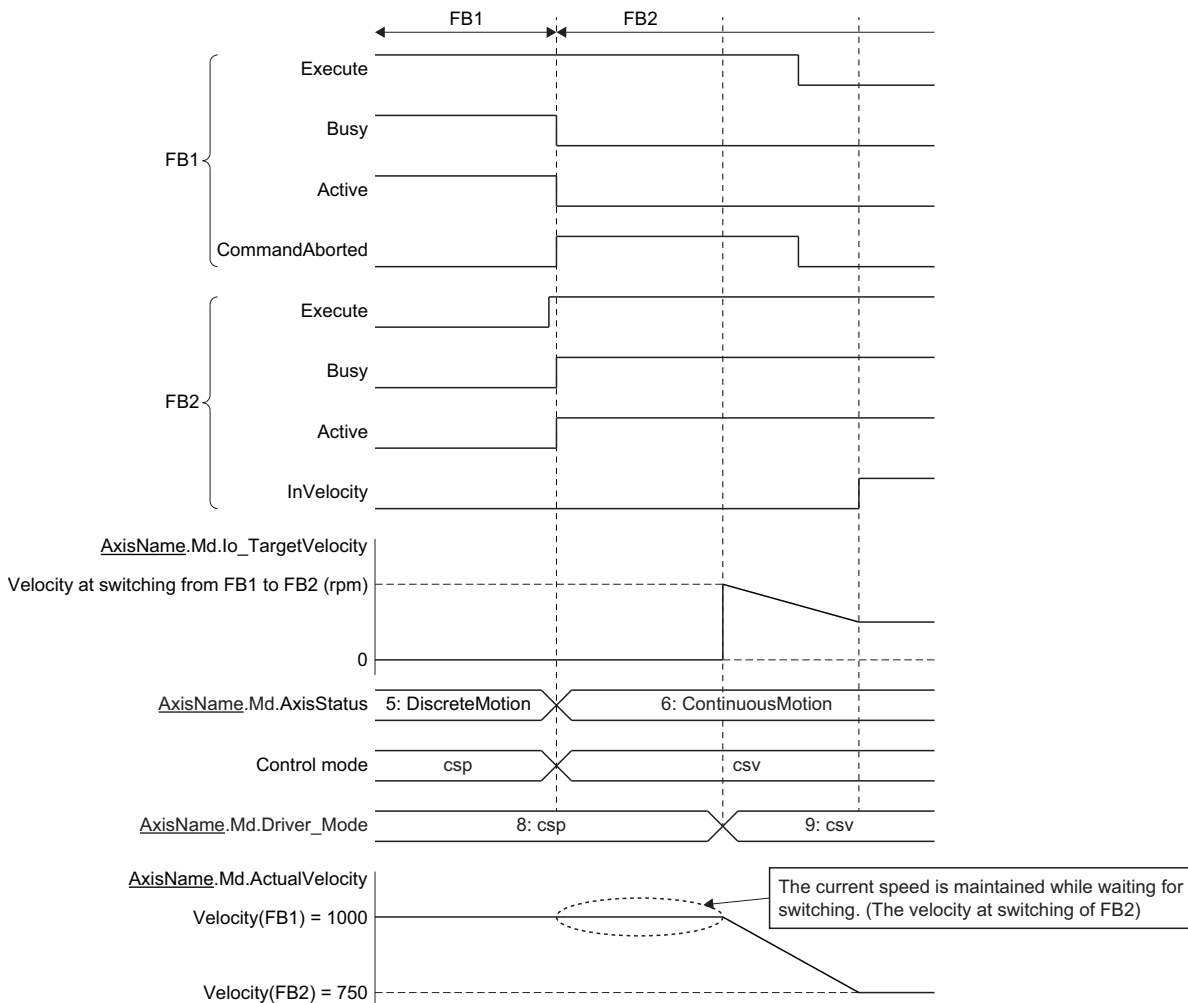 FB1
FB2
FB1
Execute
Busy
Active
CommandAborted
FB2
Execute
Busy
Active
InVelocity
AxisName.Md.Io_TargetVelocity
Velocity at switching from FB1 to FB2 (rpm)
0
AxisName.Md.AxisStatus
5: DiscreteMotion
6: ContinuousMotion
Control mode
csp
csv
AxisName.Md.Driver_Mode
8: csp
9: csv
AxisName.Md.ActualVelocity
Velocity(FB1) = 1000
The current speed is maintained while waiting for
switching. (The velocity at switching of FB2)
Velocity(FB2) = 750